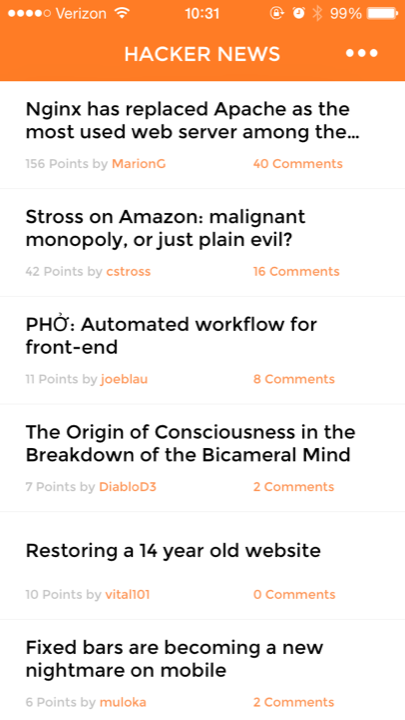 Verizon 10:31 99%
HACKER NEWS
Nginx has replaced Apache as the
most used web server among the...
156 Points by MarionG 40 Comments
Stross on Amazon: malignant
monopoly, or just plain evil?
42 Points by cstross 16 Comments
PHỞ: Automated workflow for
front-end
11 Points by joeblau 8 Comments
The Origin of Consciousness in the
Breakdown of the Bicameral Mind
7 Points by DiabloD3 2 Comments
Restoring a 14 year old website
10 Points by vital101 0 Comments
Fixed bars are becoming a new
nightmare on mobile
6 Points by muloka 2 Comments